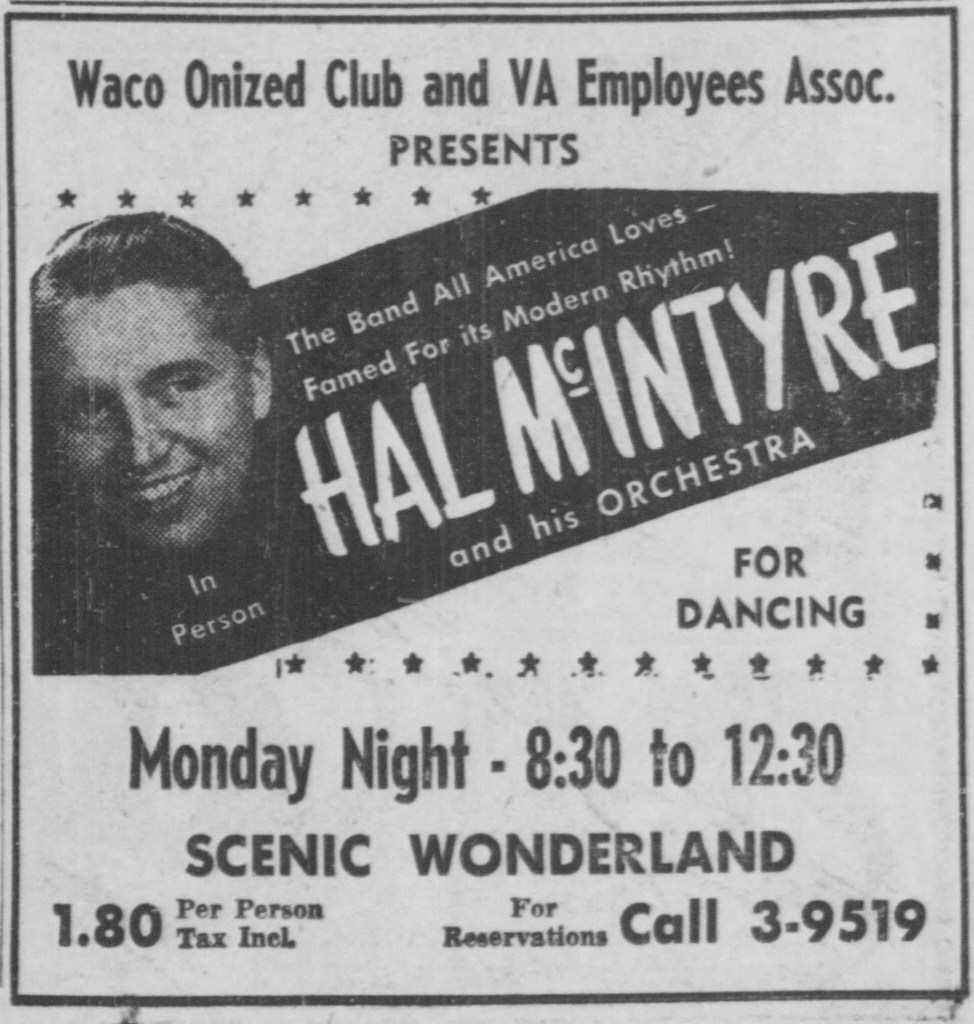 Waco Onized Club and VA Employees Assoc.
PRESENTS
The Band All America Loves —
Famed For its Modern Rhythm!
HAL McINTYRE
and his ORCHESTRA
In
Person
FOR
DANCING
Monday Night - 8:30 to 12:30
SCENIC WONDERLAND
1.80 Per Person
Tax Incl.
For
Reservations Call 3-9519